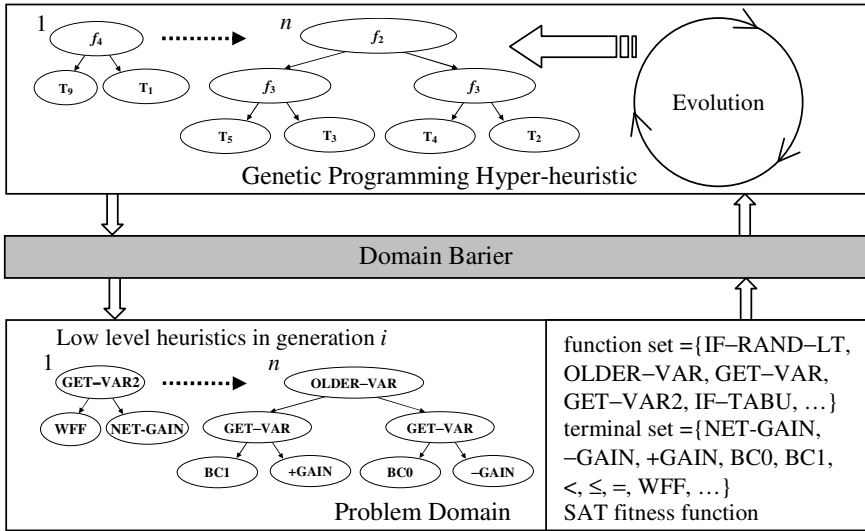 1
n
f4
f2
T9
T1
f3
f3
T5
T3
T4
T2
Evolution
Genetic Programming Hyper-heuristic
Domain Barier
Low level heuristics in generation i
1
n
GET–VAR2
OLDER–VAR
WFF
NET-GAIN
GET–VAR
GET–VAR
BC1
+GAIN
BC0
–GAIN
Problem Domain
function set ={IF–RAND–LT,
OLDER–VAR, GET–VAR,
GET–VAR2, IF–TABU, …}
terminal set ={NET-GAIN,
–GAIN, +GAIN, BC0, BC1,
<, ≤, =, WFF, …}
SAT fitness function